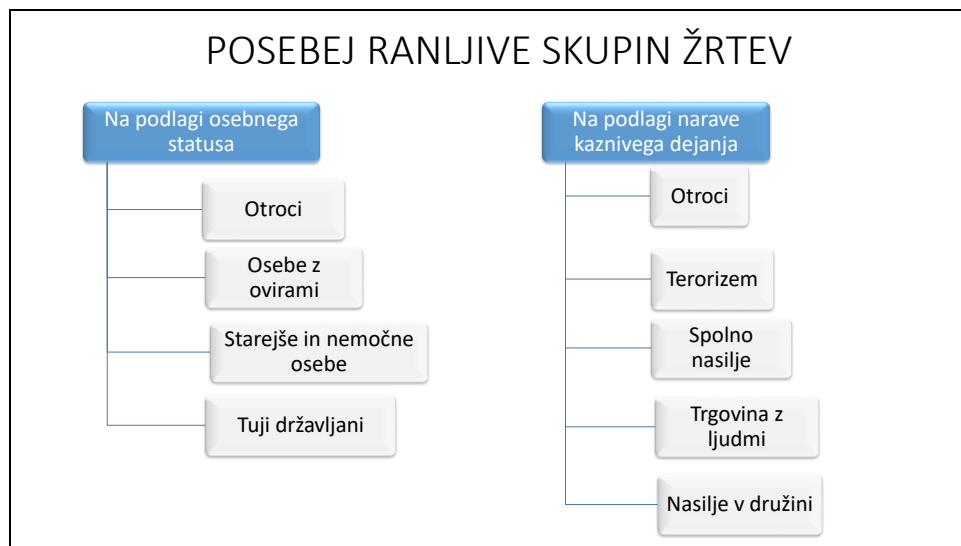 POSEBEJ RANLJIVE SKUPIN ŽRTEV
Na podlagi osebnega
statusa
Otroci
Osebe z
ovirami
Starejše in nemočne
osebe
Tuji državljani
Na podlagi narave
kaznivega dejanja
Otroci
Terorizem
Spolno
nasilje
Trgovina z
ljudmi
Nasilje v družini